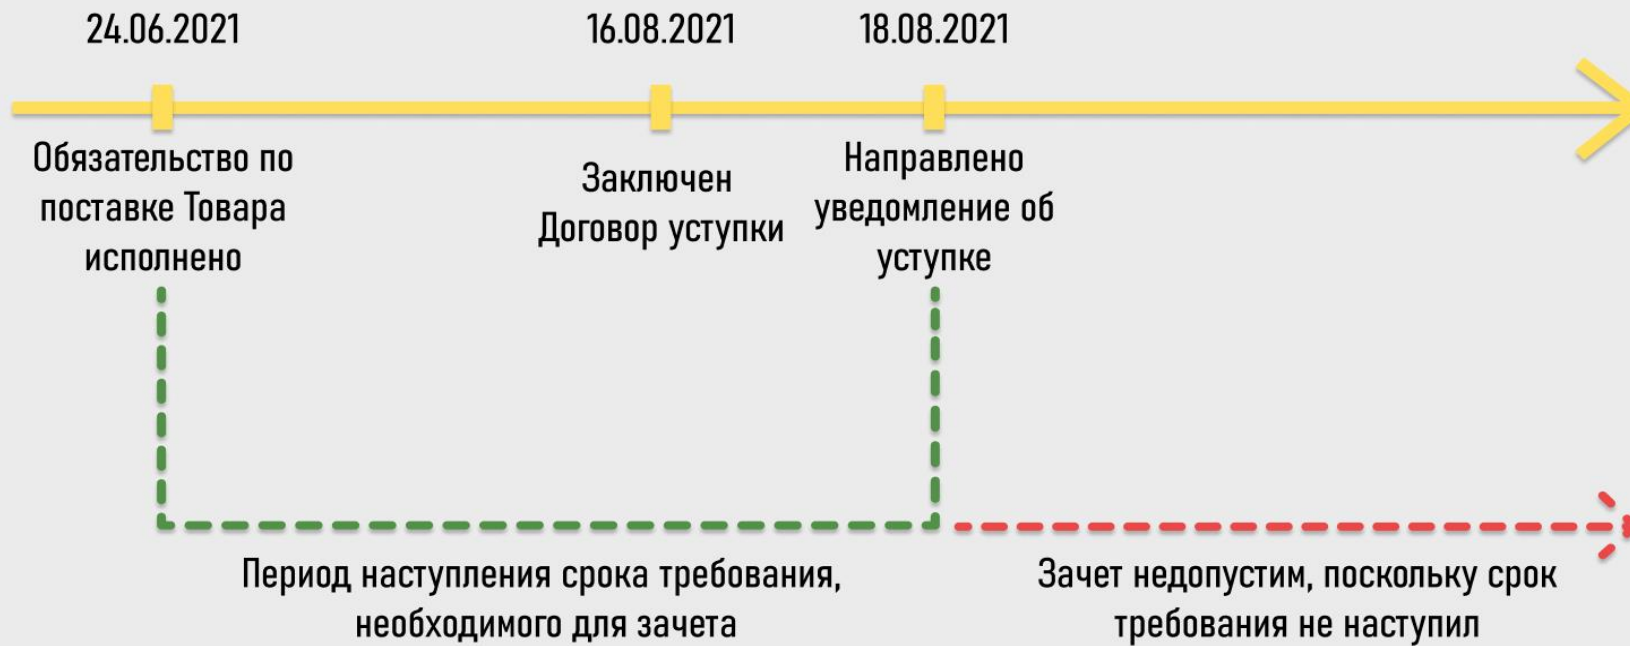 24.06.2021
16.08.2021
18.08.2021
Обязательство по
поставке Товара
исполнено
Заключен
Договор уступки
Направлено
уведомление об
уступке
Период наступления срока требования,
необходимого для зачета
Зачет недопустим, поскольку срок
требования не наступил